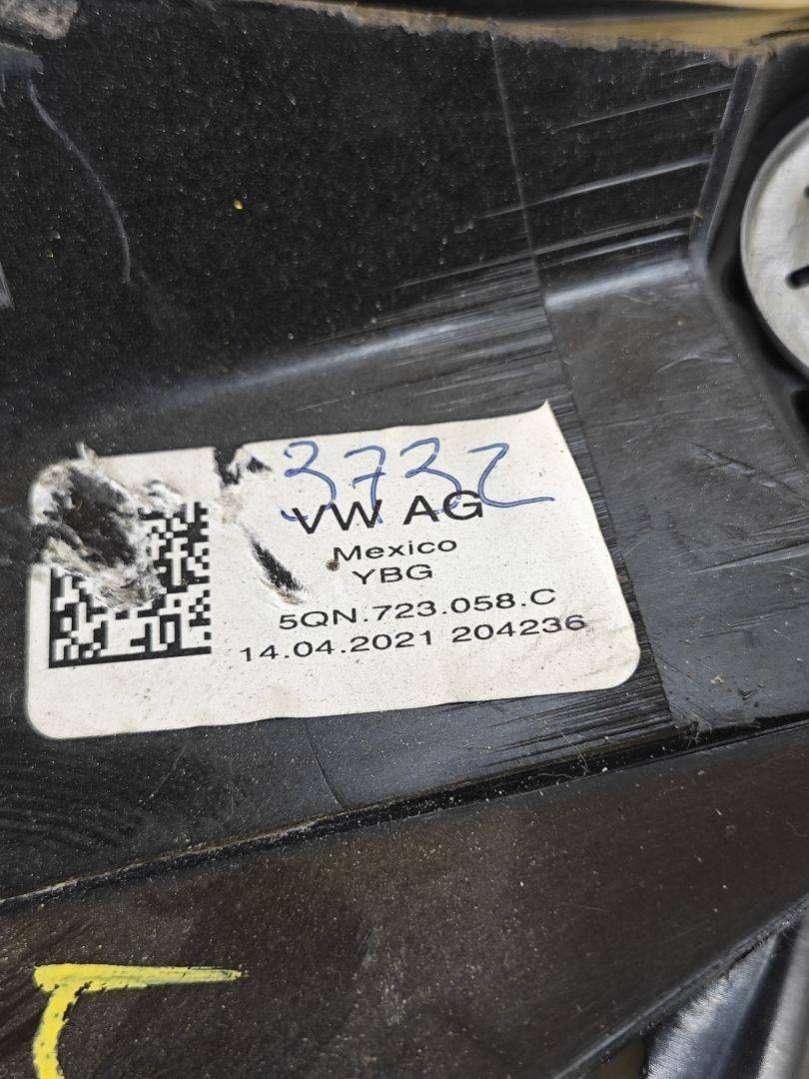 3732
VW AG
Mexico
YBG
5QN.723.058.C
14.04.2021 204236